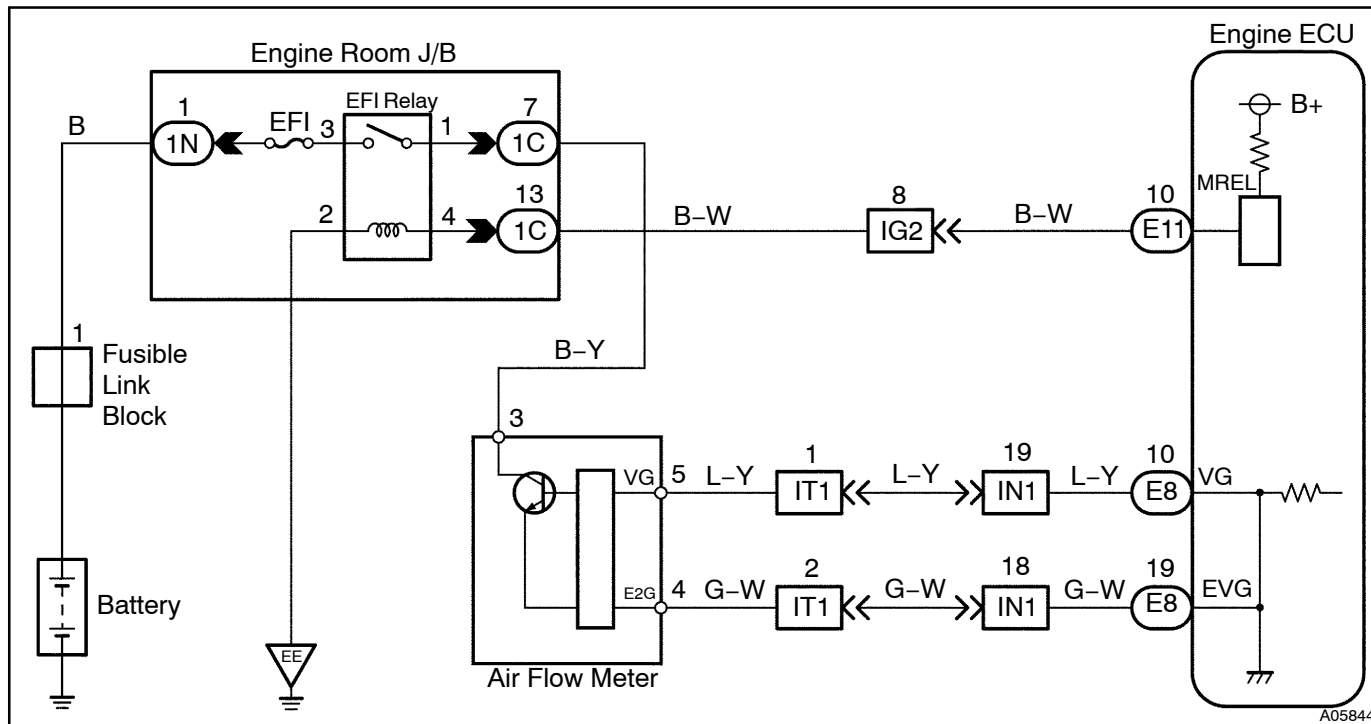 Engine ECU
Engine Room J/B
EFI Relay
B+
B
1
1N
EFI
3
1
7
1C
MREL
2
4
13
1C
B–W
8
IG2
B–W
10
E11
1
Fusible
Link
Block
B–Y
3
VG
5
L–Y
1
IT1
L–Y
19
IN1
L–Y
10
E8
VG
Battery
E2G
4
G–W
2
IT1
G–W
18
IN1
G–W
19
E8
EVG
EE
Air Flow Meter
A05844